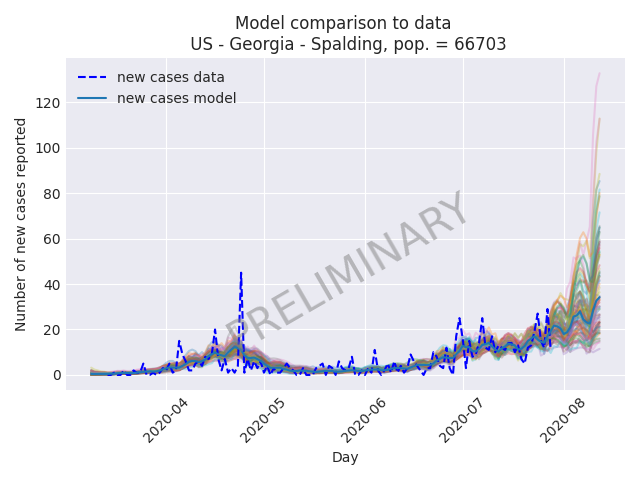 Model comparison to data
US - Georgia - Spalding, pop. = 66703
new cases data
new cases model
120
100
80
60
40
20
0
Number of new cases reported
PRELIMINARY
2020-04
2020-05
2020-06
2020-07
2020-08
Day